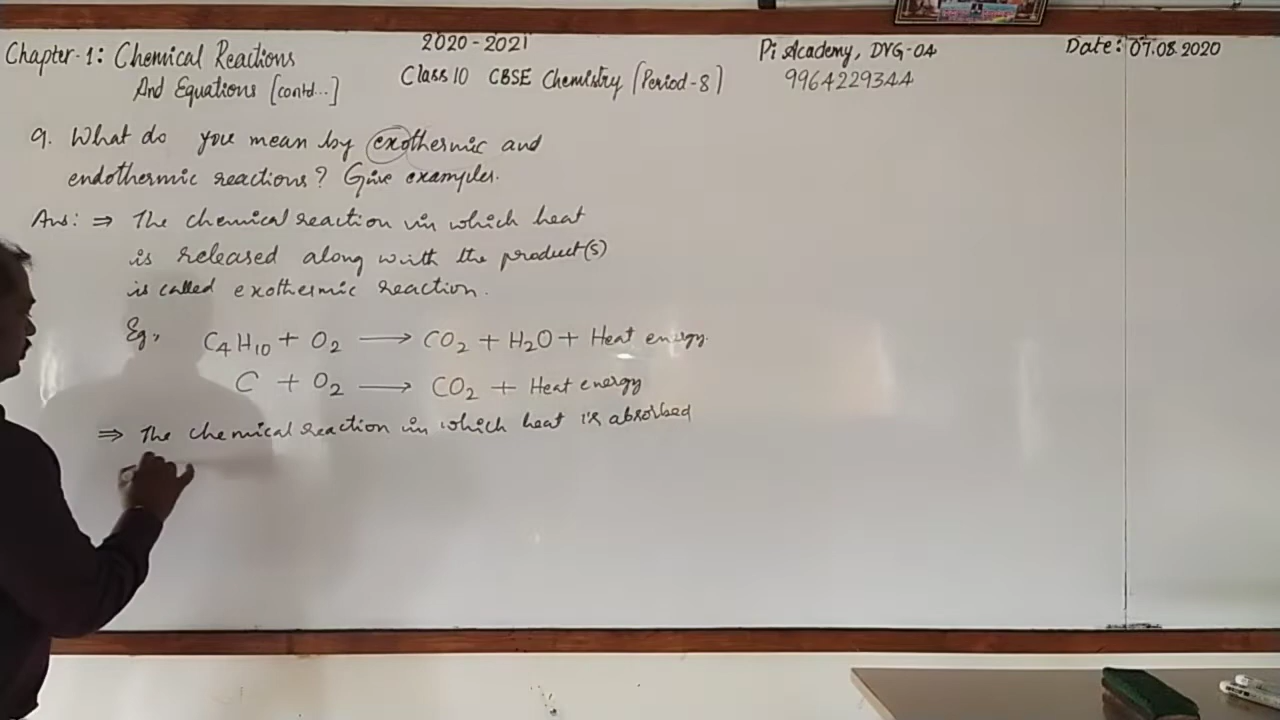 Chapter-1: Chemical Reactions
And Equations [contd...]
2020-2021
Class 10 CBSE Chemistry [Period-8]
Pi Academy, DVG-04
9964229344
Date: 07.08.2020
9. What do you mean by exothermic and
endothermic reactions? Give examples.
Ans: ⇒ The chemical reaction in which heat
is released along with the product(s)
is called exothermic reaction.
Eg, C₄H₁₀ + O₂ ⟶ CO₂ + H₂O + Heat energy.
C + O₂ ⟶ CO₂ + Heat energy
⇒ The chemical reaction in which heat is absorbed